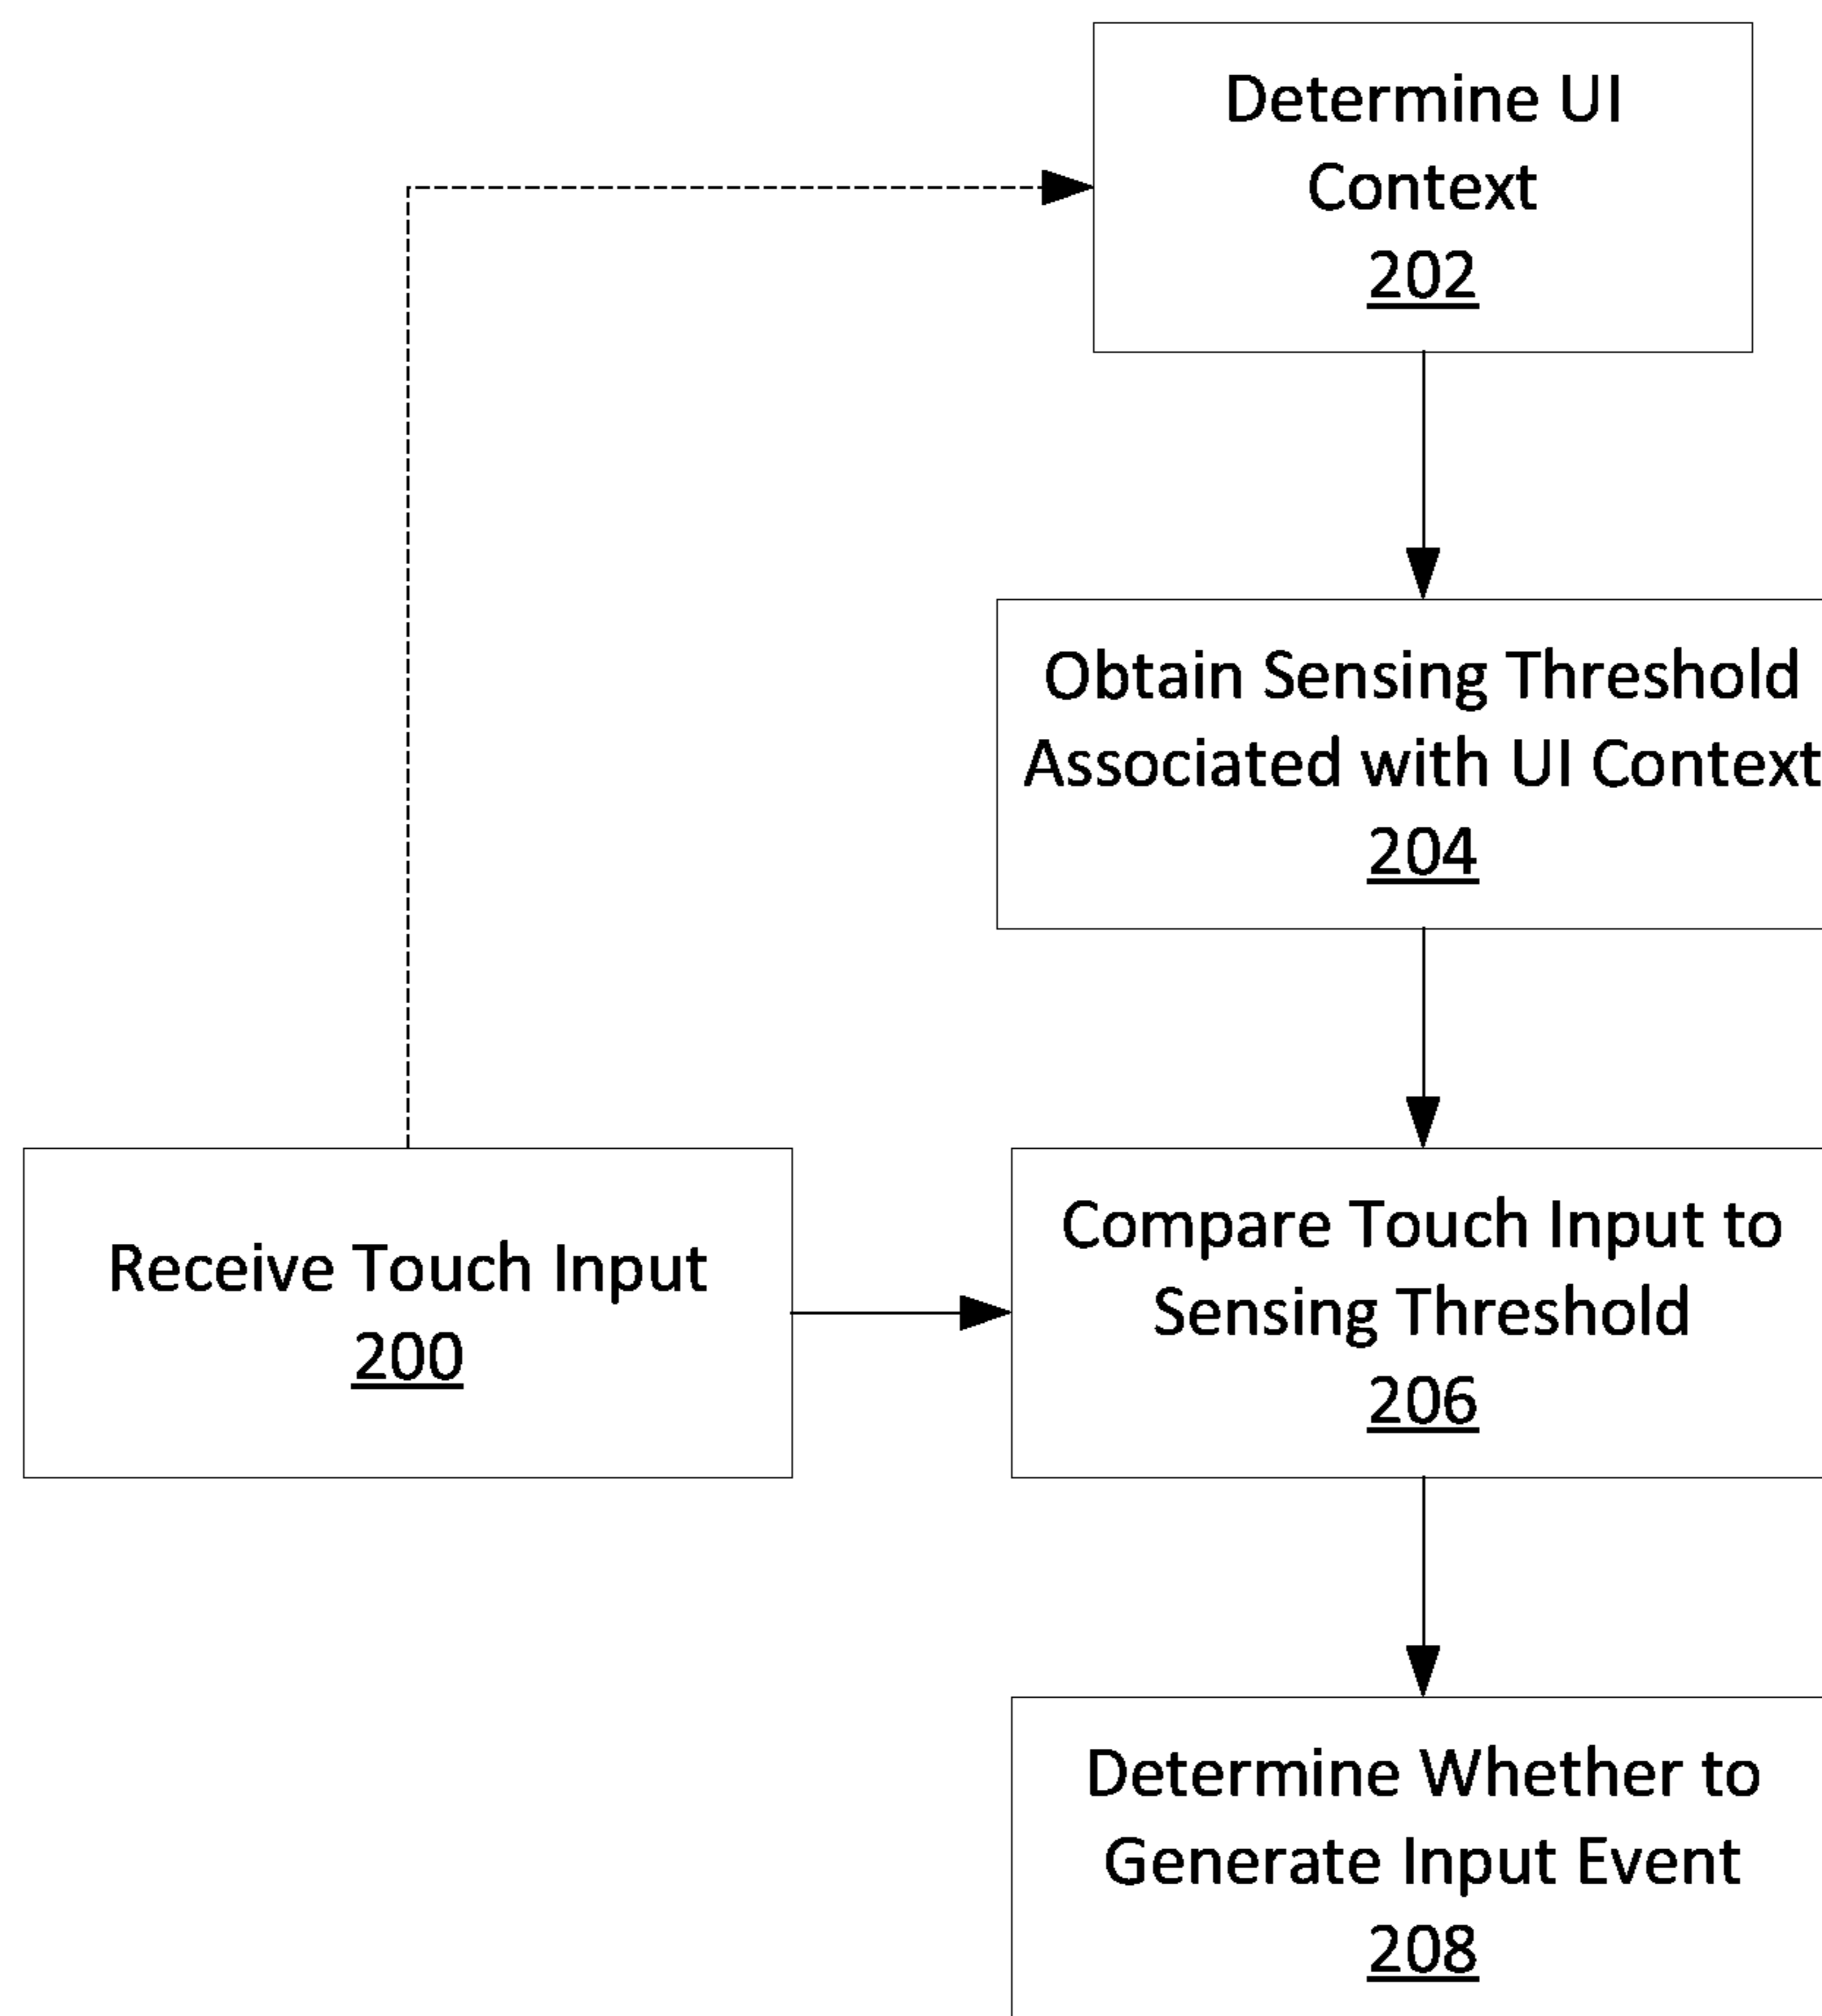 Determine UI
Context
202
Obtain Sensing Threshold
Associated with UI Context
204
Receive Touch Input
200
Compare Touch Input to
Sensing Threshold
206
Determine Whether to
Generate Input Event
208